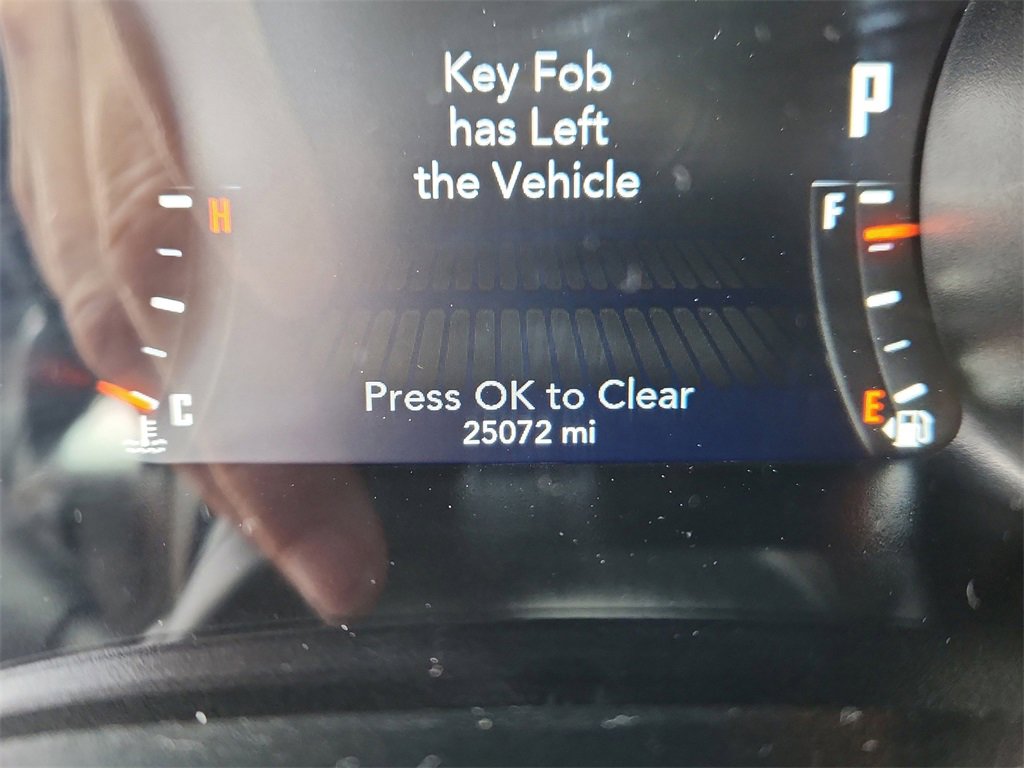 Key Fob
has Left
the Vehicle
P
H
F
C
E
Press OK to Clear
25072 mi